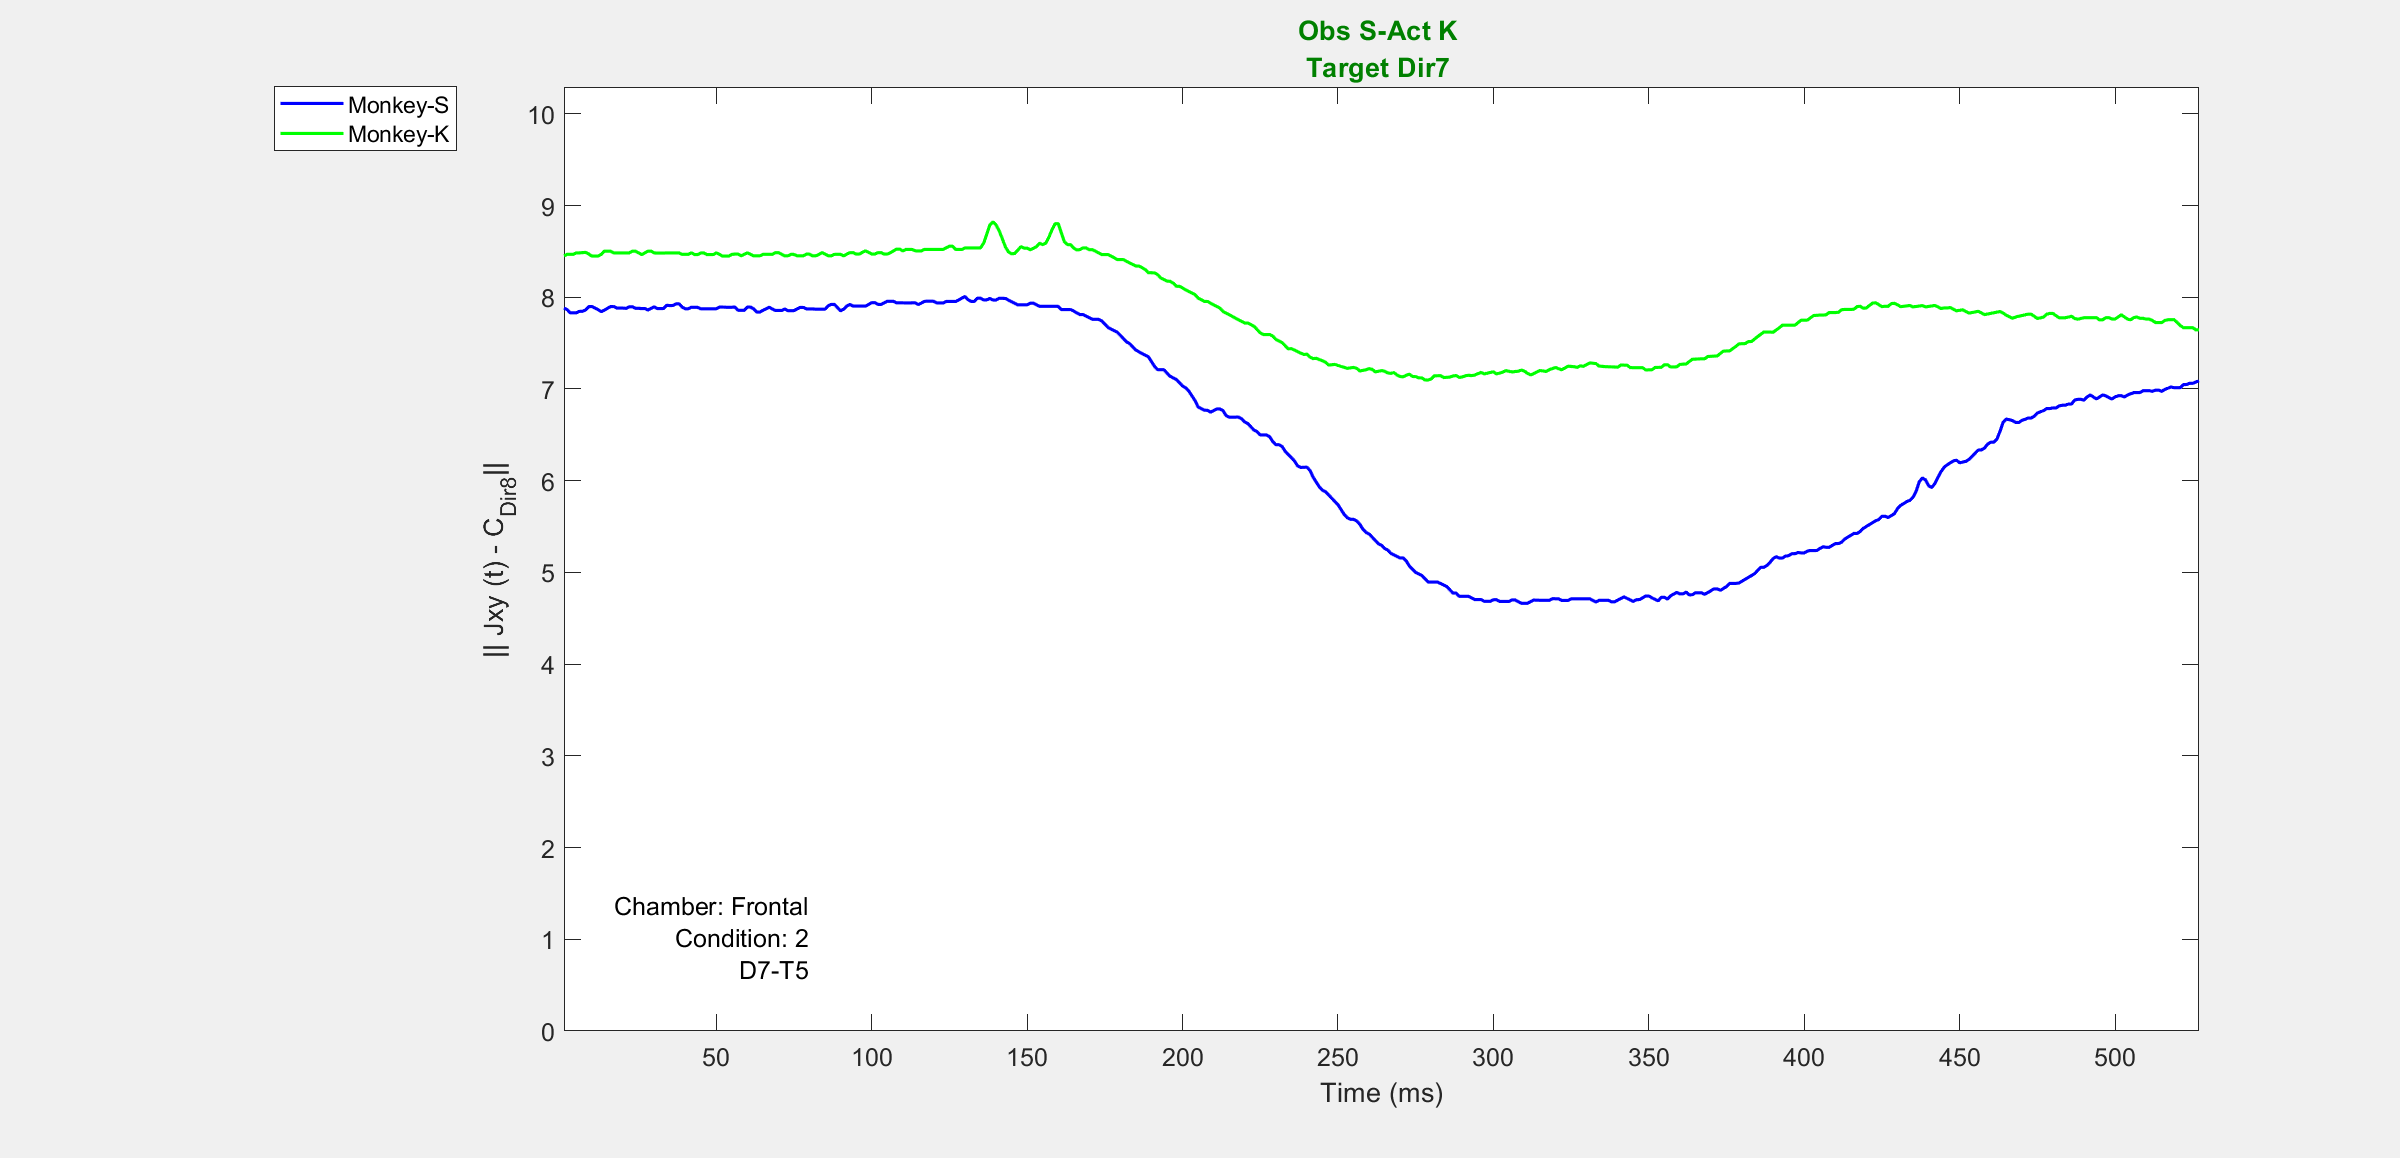 Obs S-Act K
Target Dir7
Monkey-S
Monkey-K
|| Jxy (t) - C_Dir8||
10
9
8
7
6
5
4
3
2
1
0
Chamber: Frontal
Condition: 2
D7-T5
50 100 150 200 250 300 350 400 450 500
Time (ms)